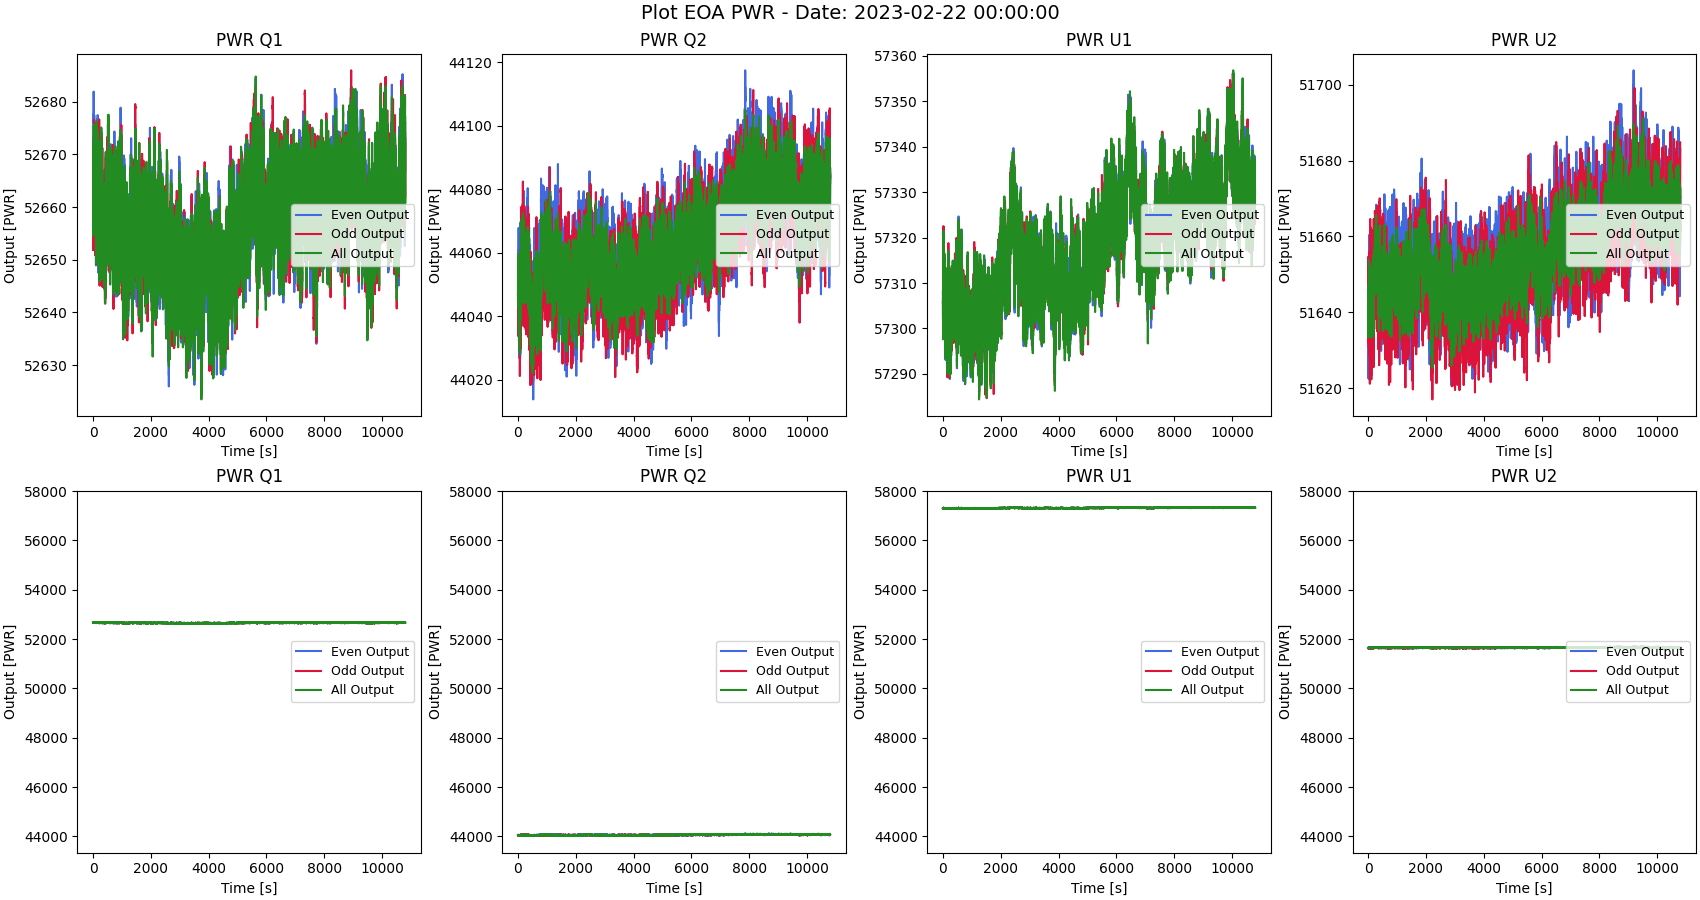 Plot EOA PWR - Date: 2023-02-22 00:00:00
PWR Q1
Output [PWR]
52680
52670
52660
52650
52640
52630
Even Output
Odd Output
All Output
0 2000 4000 6000 8000 10000
Time [s]
PWR Q2
Output [PWR]
44120
44100
44080
44060
44040
44020
Even Output
Odd Output
All Output
0 2000 4000 6000 8000 10000
Time [s]
PWR U1
Output [PWR]
57360
57350
57340
57330
57320
57310
57300
57290
Even Output
Odd Output
All Output
0 2000 4000 6000 8000 10000
Time [s]
PWR U2
Output [PWR]
51700
51680
51660
51640
51620
Even Output
Odd Output
All Output
0 2000 4000 6000 8000 10000
Time [s]
PWR Q1
Output [PWR]
58000
56000
54000
52000
50000
48000
46000
44000
Even Output
Odd Output
All Output
0 2000 4000 6000 8000 10000
Time [s]
PWR Q2
Output [PWR]
58000
56000
54000
52000
50000
48000
46000
44000
Even Output
Odd Output
All Output
0 2000 4000 6000 8000 10000
Time [s]
PWR U1
Output [PWR]
58000
56000
54000
52000
50000
48000
46000
44000
Even Output
Odd Output
All Output
0 2000 4000 6000 8000 10000
Time [s]
PWR U2
Output [PWR]
58000
56000
54000
52000
50000
48000
46000
44000
Even Output
Odd Output
All Output
0 2000 4000 6000 8000 10000
Time [s]